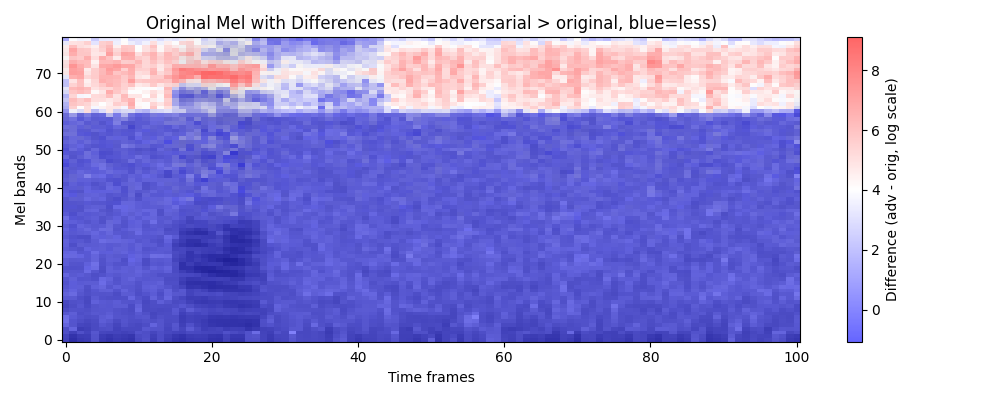 Original Mel with Differences (red=adversarial > original, blue=less)
Mel bands
70
60
50
40
30
20
10
0
0 20 40 60 80 100
Time frames
8
6
4
2
0
Difference (adv - orig, log scale)